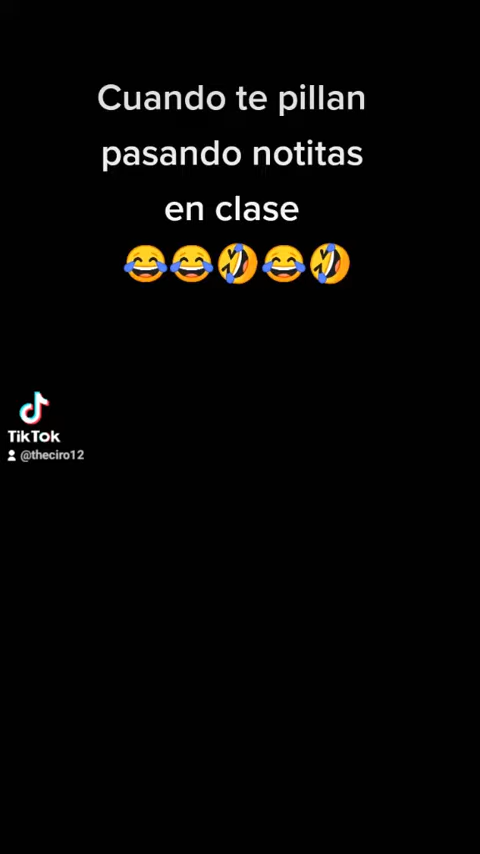 Cuando te pillan
pasando notitas
en clase
😂😂🤣😂🤣
TikTok
@theciro12